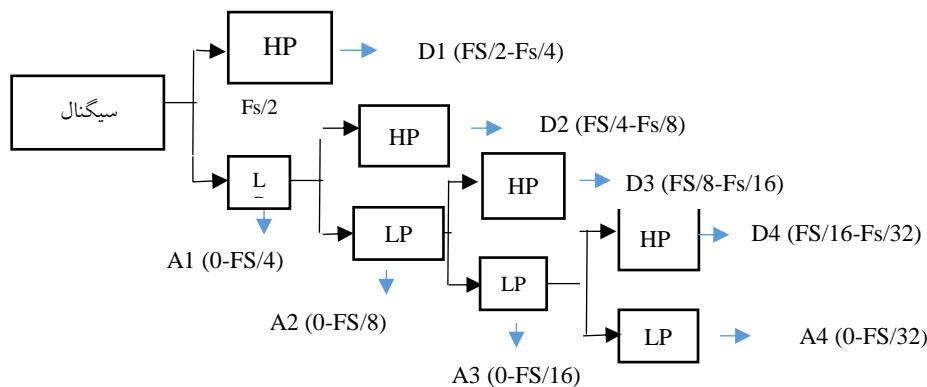 HP
D1 (FS/2-Fs/4)
سیگنال
Fs/2
HP
D2 (FS/4-Fs/8)
L
HP
D3 (FS/8-Fs/16)
LP
HP
D4 (FS/16-Fs/32)
A1 (0-FS/4)
LP
A2 (0-FS/8)
LP
A4 (0-FS/32)
A3 (0-FS/16)